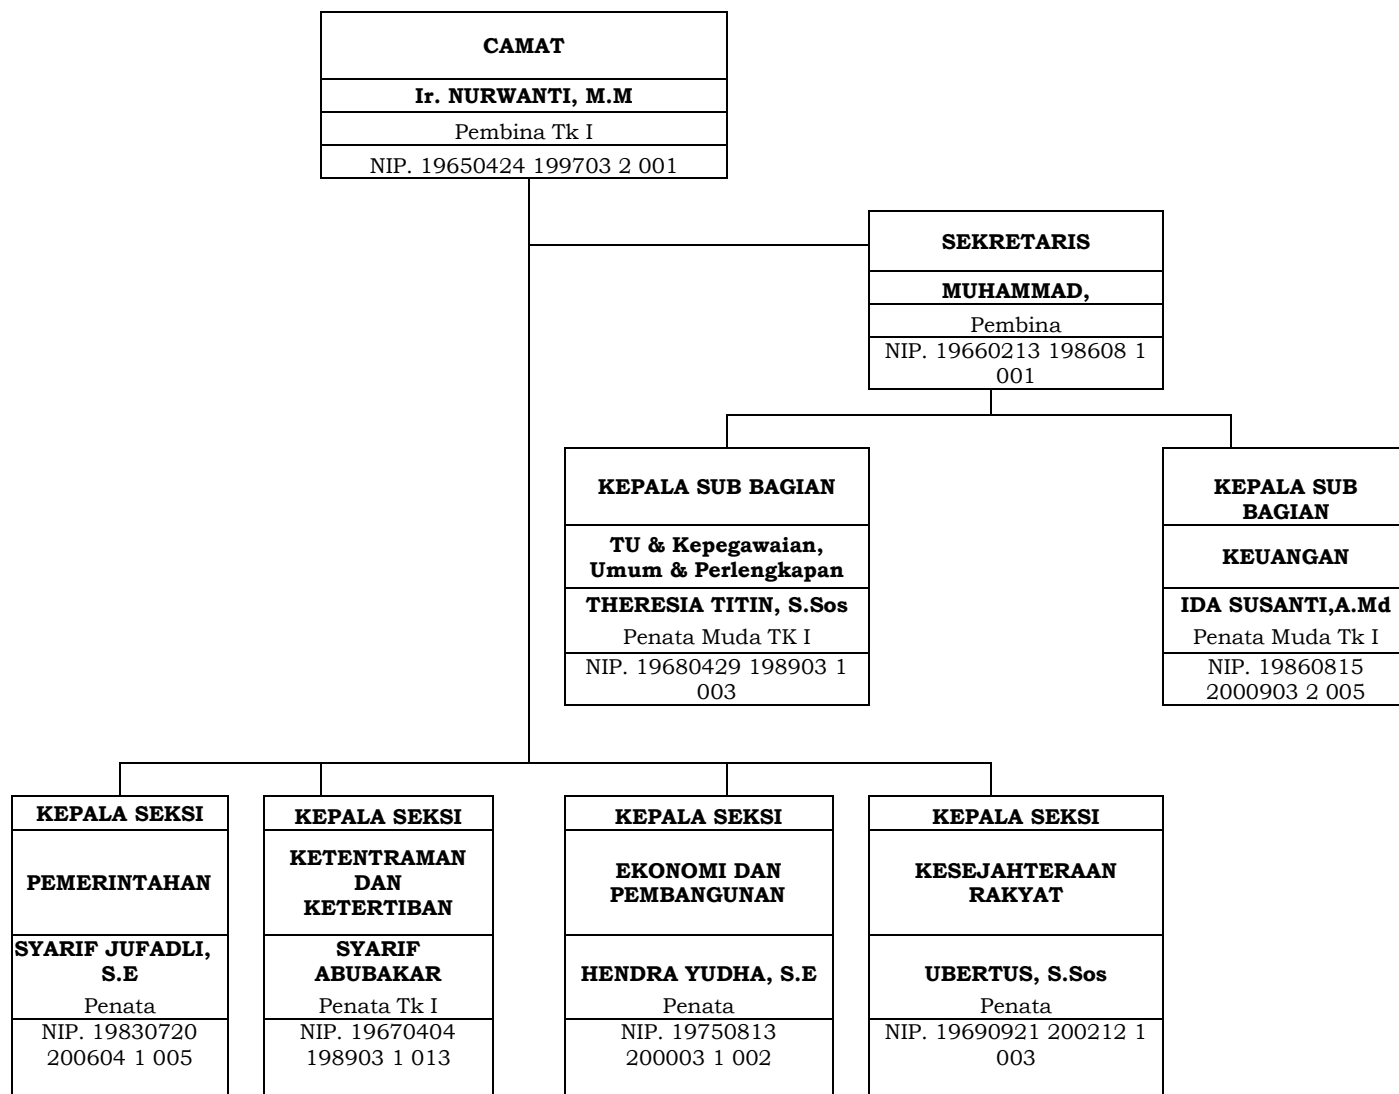 CAMAT
Ir. NURWANTI, M.M
Pembina Tk I
NIP. 19650424 199703 2 001
SEKRETARIS
MUHAMMAD,
Pembina
NIP. 19660213 198608 1
001
KEPALA SUB BAGIAN
TU & Kepegawaian,
Umum & Perlengkapan
THERESIA TITIN, S.Sos
Penata Muda TK I
NIP. 19680429 198903 1
003
KEPALA SUB
BAGIAN
KEUANGAN
IDA SUSANTI,A.Md
Penata Muda Tk I
NIP. 19860815
2000903 2 005
KEPALA SEKSI
PEMERINTAHAN
SYARIF JUFADLI,
S.E
Penata
NIP. 19830720
200604 1 005
KEPALA SEKSI
KETENTRAMAN
DAN
KETERTIBAN
SYARIF
ABUBAKAR
Penata Tk I
NIP. 19670404
198903 1 013
KEPALA SEKSI
EKONOMI DAN
PEMBANGUNAN
HENDRA YUDHA, S.E
Penata
NIP. 19750813
200003 1 002
KEPALA SEKSI
KESEJAHTERAAN
RAKYAT
UBERTUS, S.Sos
Penata
NIP. 19690921 200212 1
003